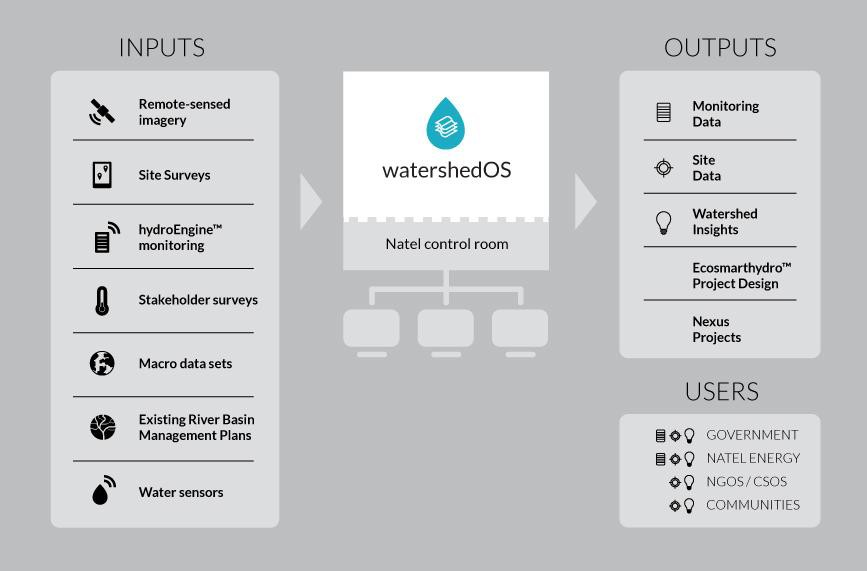 INPUTS
Remote-sensed
imagery
Site Surveys
hydroEngine™
monitoring
Stakeholder surveys
Macro data sets
Existing River Basin
Management Plans
Water sensors
watershedOS
Natel control room
OUTPUTS
Monitoring
Data
Site
Data
Watershed
Insights
Ecosmarthydro™
Project Design
Nexus
Projects
USERS
GOVERNMENT
NATEL ENERGY
NGOS / CSOS
COMMUNITIES